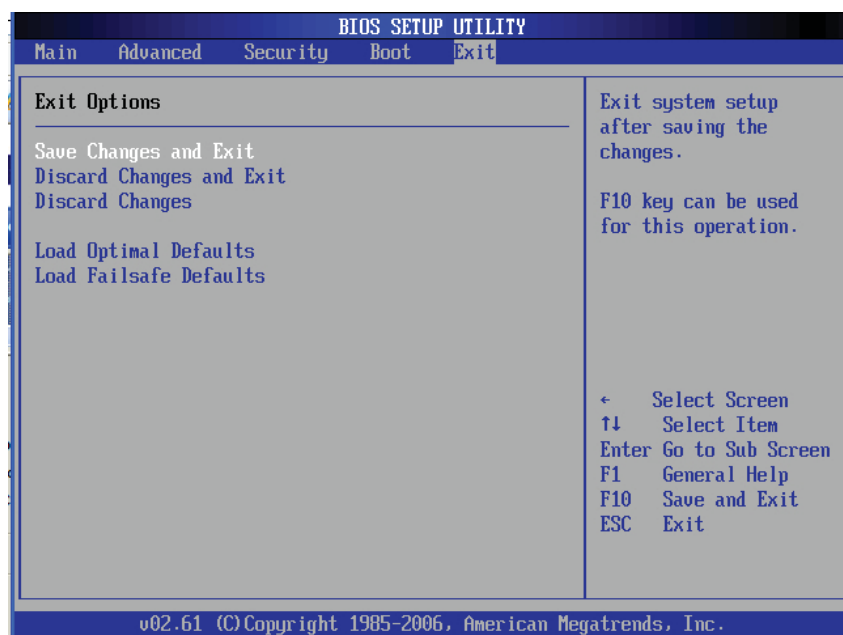 BIOS SETUP UTILITY
Main Advanced Security Boot Exit
Exit Options
Save Changes and Exit
Discard Changes and Exit
Discard Changes
Load Optimal Defaults
Load Failsafe Defaults
Exit system setup
after saving the
changes.
F10 key can be used
for this operation.
← Select Screen
↑↓ Select Item
Enter Go to Sub Screen
F1 General Help
F10 Save and Exit
ESC Exit
v02.61 (C)Copyright 1985-2006, American Megatrends, Inc.